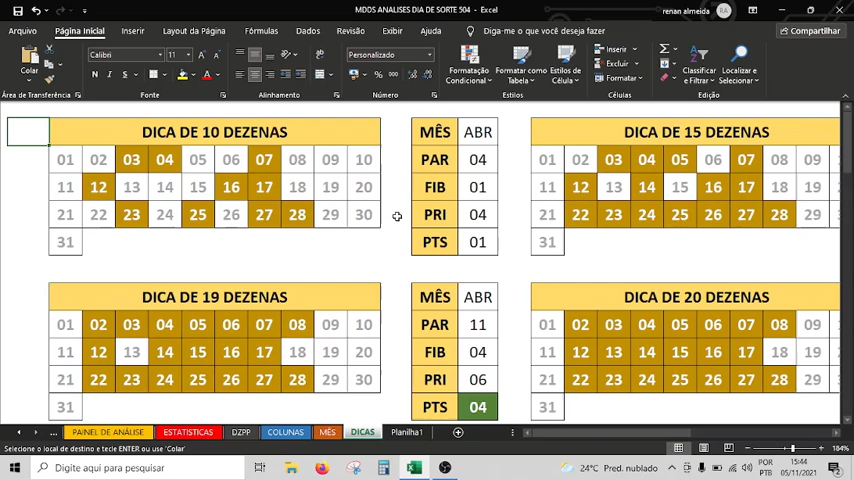 MDDS ANALISES DIA DE SORTE 504 - Excel
renan almeida RA
Arquivo Página Inicial Inserir Layout da Página Fórmulas Dados Revisão Exibir Ajuda Diga-me o que você deseja fazer Compartilhar
Colar
Calibri 11
N I S
Personalizado
Formatação Condicional
Formatar como Tabela
Estilos de Célula
Inserir
Excluir
Formatar
Classificar e Filtrar
Localizar e Selecionar
Área de Transferência Fonte Alinhamento Número Estilos Células Edição
DICA DE 10 DEZENAS MÊS ABR DICA DE 15 DEZENAS
01 02 03 04 05 06 07 08 09 10 PAR 04 01 02 03 04 05 06 07 08 09
11 12 13 14 15 16 17 18 19 20 FIB 01 11 12 13 14 15 16 17 18 19
21 22 23 24 25 26 27 28 29 30 PRI 04 21 22 23 24 25 26 27 28 29
31 PTS 01 31
DICA DE 19 DEZENAS MÊS ABR DICA DE 20 DEZENAS
01 02 03 04 05 06 07 08 09 10 PAR 11 01 02 03 04 05 06 07 08 09
11 12 13 14 15 16 17 18 19 20 FIB 04 11 12 13 14 15 16 17 18 19
21 22 23 24 25 26 27 28 29 30 PRI 06 21 22 23 24 25 26 27 28 29
31 PTS 04 31
... PAINEL DE ANÁLISE ESTATISTICAS DZPP COLUNAS MÊS DICAS Planilha1
Selecione o local de destino e tecle ENTER ou use 'Colar' 184%
Digite aqui para pesquisar 24°C Pred. nublado POR PTB 15:44 05/11/2021 2